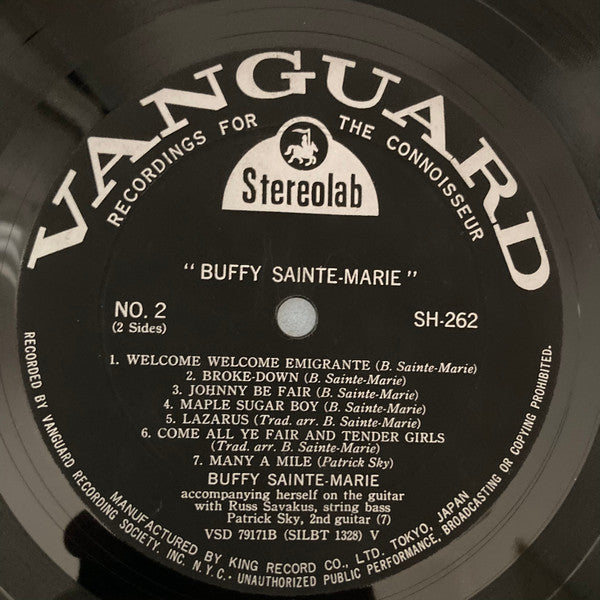 VANGUARD
RECORDINGS FOR THE CONNOISSEUR
Stereolab
"BUFFY SAINTE-MARIE"
NO. 2
(2 Sides)
SH-262
1. WELCOME WELCOME EMIGRANTE (B. Sainte-Marie)
2. BROKE-DOWN (B. Sainte-Marie)
3. JOHNNY BE FAIR (B. Sainte-Marie)
4. MAPLE SUGAR BOY (B. Sainte-Marie)
5. LAZARUS (Trad. arr. B. Sainte-Marie)
6. COME ALL YE FAIR AND TENDER GIRLS
(Trad. arr. B. Sainte-Marie)
7. MANY A MILE (Patrick Sky)
BUFFY SAINTE-MARIE
accompanying herself on the guitar
with Russ Savakus, string bass
Patrick Sky, 2nd guitar (7)
VSD 79171B (SILBT 1328) V
RECORDED BY VANGUARD RECORDING SOCIETY, INC. N.Y.C. • UNAUTHORIZED PUBLIC PERFORMANCE, BROADCASTING OR COPYING PROHIBITED.
MANUFACTURED BY KING RECORD CO., LTD. TOKYO, JAPAN